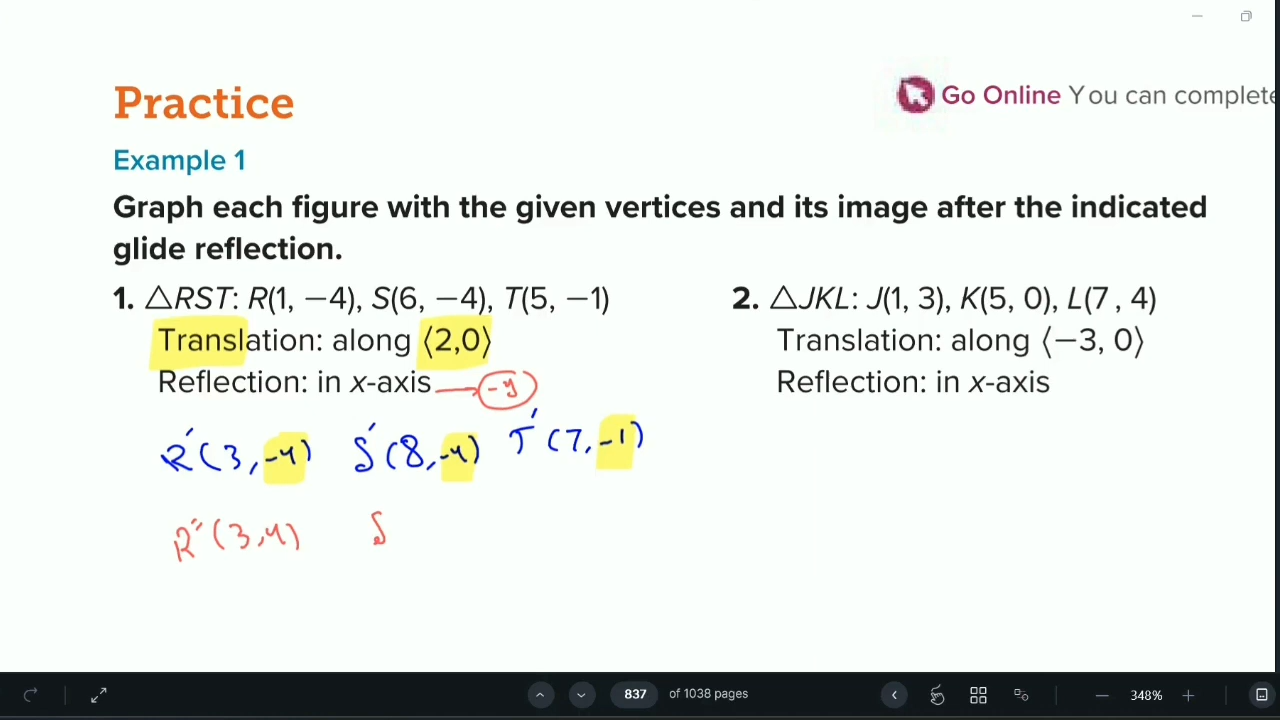 Practice
Go Online You can complete
Example 1
Graph each figure with the given vertices and its image after the indicated
glide reflection.
1. △RST: R(1, −4), S(6, −4), T(5, −1)
Translation: along ⟨2,0⟩
Reflection: in x-axis → -y
R'(3,-4) S'(8,-4) T'(7,-1)
R''(3,4) S
2. △JKL: J(1, 3), K(5, 0), L(7, 4)
Translation: along ⟨−3, 0⟩
Reflection: in x-axis
837 of 1038 pages
348%